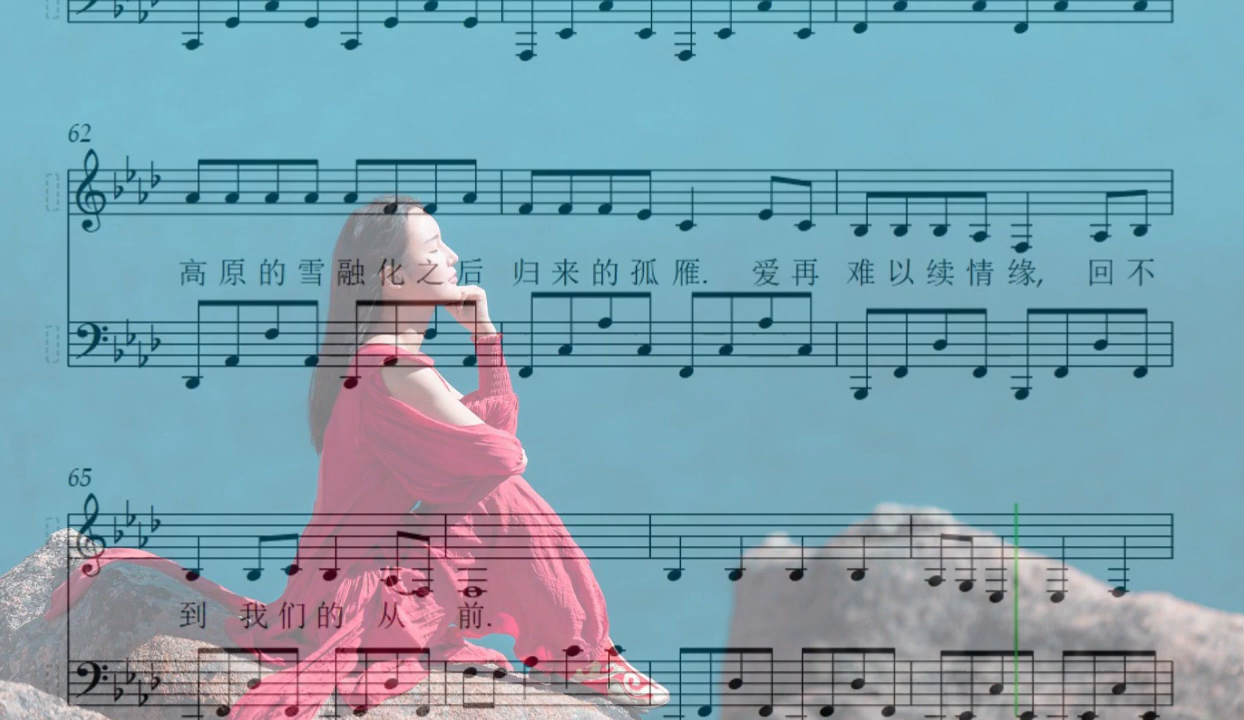 62
高原的雪融化之后 归来的孤雁. 爱再 难以续情缘, 回不
65
到 我们的 从 前.